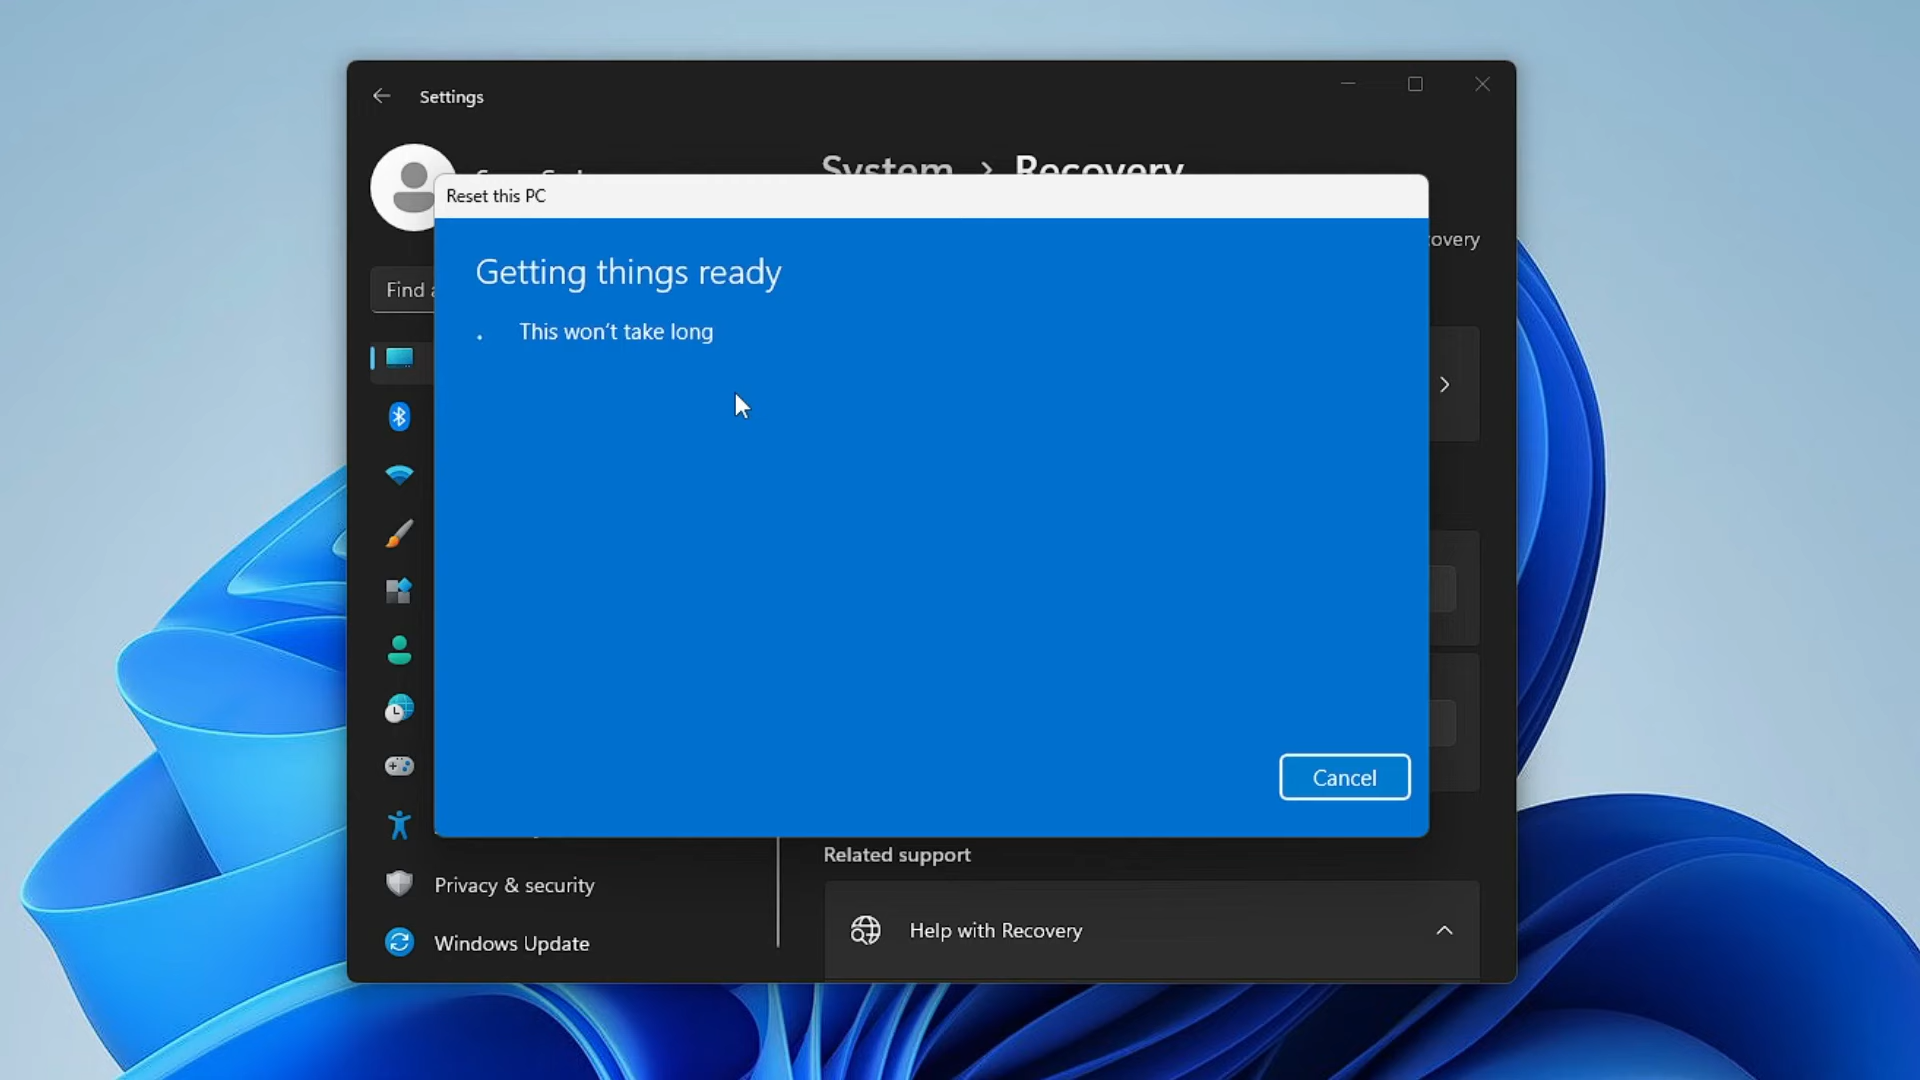 Settings
System > Recovery
Reset this PC
overy
Getting things ready
Find a
. This won't take long
Cancel
Related support
Privacy & security
Help with Recovery
Windows Update